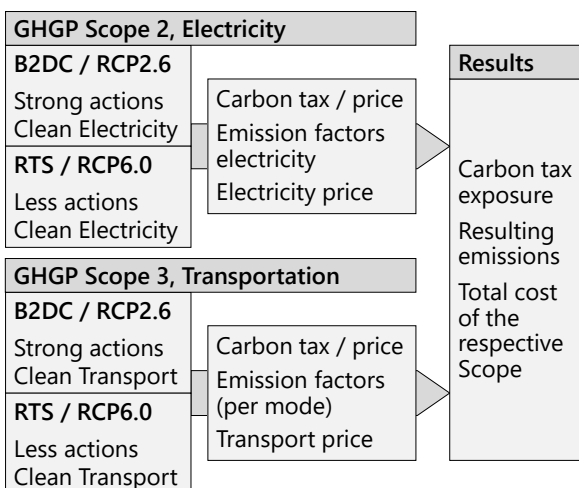 GHGP Scope 2, Electricity
B2DC / RCP2.6
Strong actions
Clean Electricity
RTS / RCP6.0
Less actions
Clean Electricity
Carbon tax / price
Emission factors
electricity
Electricity price
GHGP Scope 3, Transportation
B2DC / RCP2.6
Strong actions
Clean Transport
RTS / RCP6.0
Less actions
Clean Transport
Carbon tax / price
Emission factors
(per mode)
Transport price
Results
Carbon tax
exposure
Resulting
emissions
Total cost
of the
respective
Scope